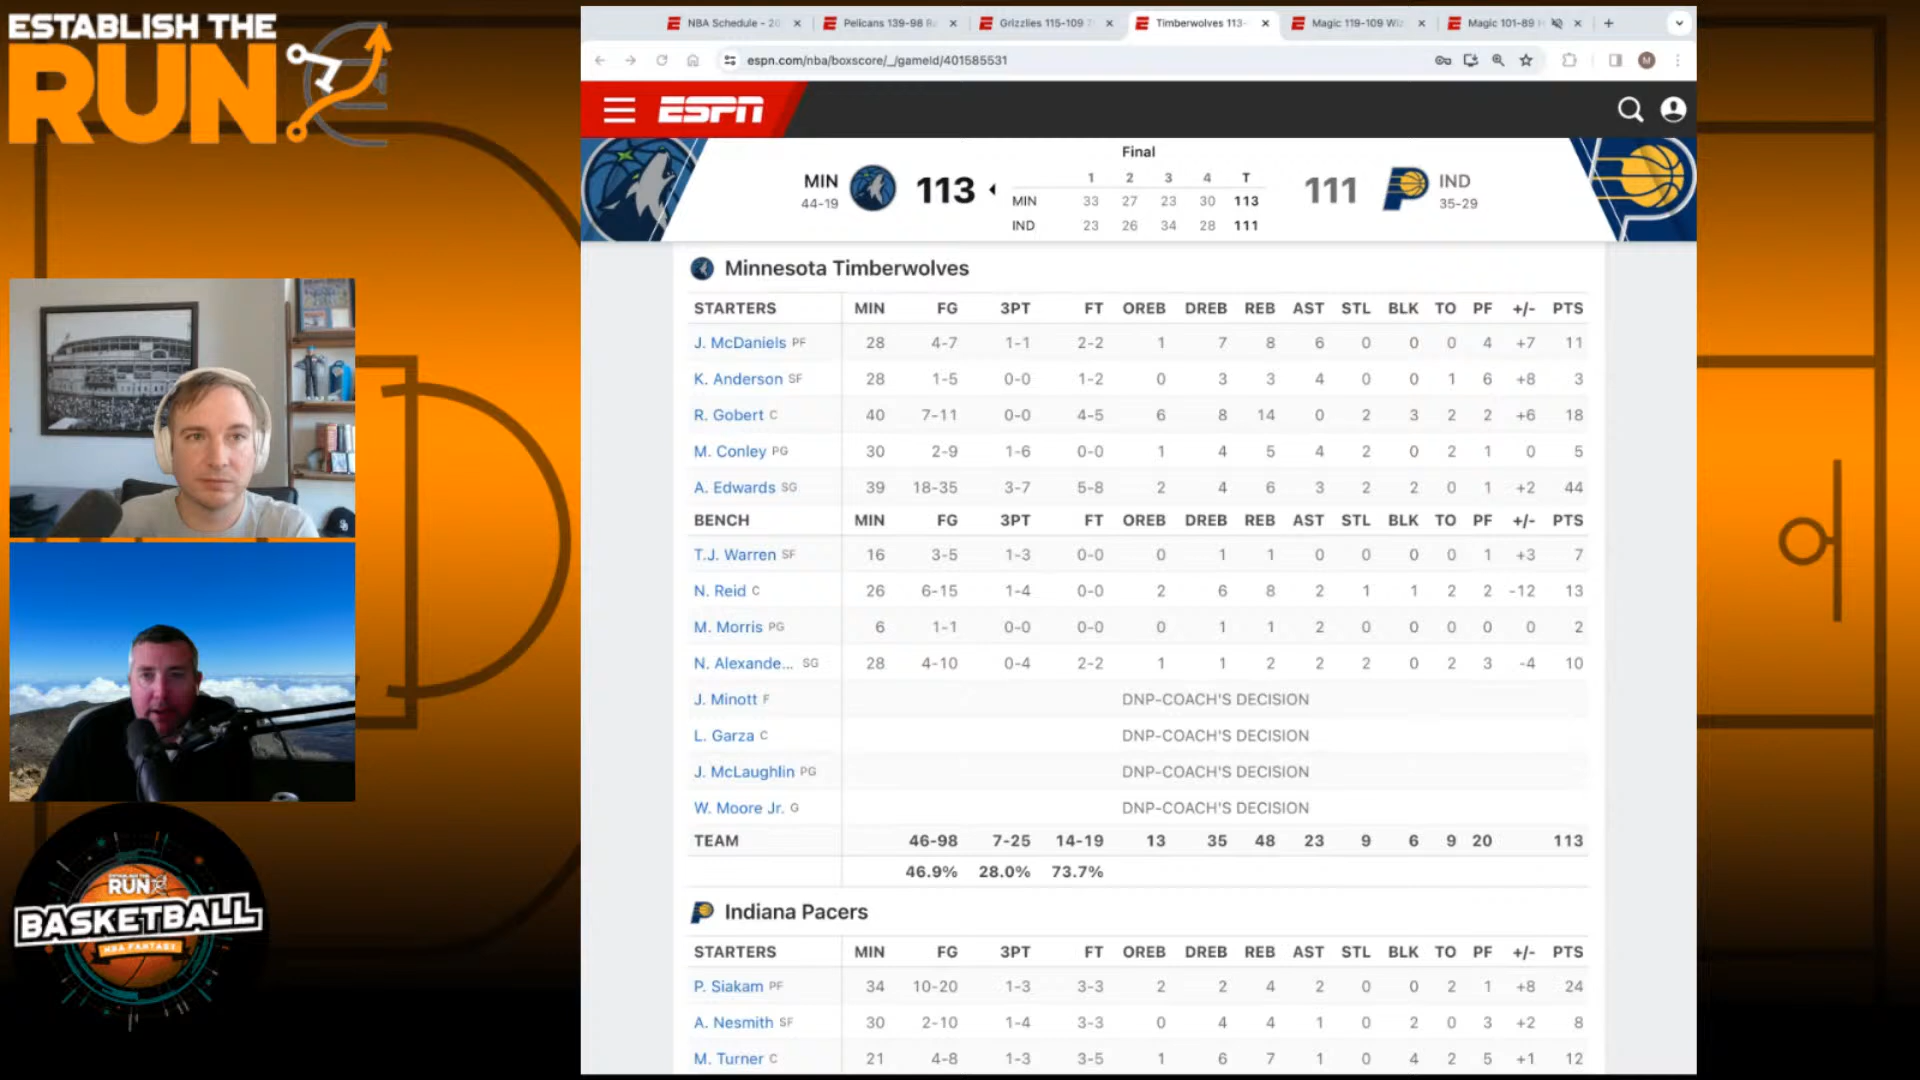 ESTABLISH THE
RUN
NBA Schedule - 20
Pelicans 139-98 R
Grizzlies 115-109
Timberwolves 113-
Magic 119-109 Wiz
Magic 101-89
espn.com/nba/boxscore/_/gameId/401585531
M
ESPN
Final
MIN 44-19 113
1 2 3 4 T
MIN 33 27 23 30 113
IND 23 26 34 28 111
111 IND 35-29
Minnesota Timberwolves
STARTERS MIN FG 3PT FT OREB DREB REB AST STL BLK TO PF +/- PTS
J. McDaniels PF 28 4-7 1-1 2-2 1 7 8 6 0 0 0 4 +7 11
K. Anderson SF 28 1-5 0-0 1-2 0 3 3 4 0 0 1 6 +8 3
R. Gobert C 40 7-11 0-0 4-5 6 8 14 0 2 3 2 2 +6 18
M. Conley PG 30 2-9 1-6 0-0 1 4 5 4 2 0 2 1 0 5
A. Edwards SG 39 18-35 3-7 5-8 2 4 6 3 2 2 0 1 +2 44
BENCH MIN FG 3PT FT OREB DREB REB AST STL BLK TO PF +/- PTS
T.J. Warren SF 16 3-5 1-3 0-0 0 1 1 0 0 0 0 1 +3 7
N. Reid C 26 6-15 1-4 0-0 2 6 8 2 1 1 2 2 -12 13
M. Morris PG 6 1-1 0-0 0-0 0 1 1 2 0 0 0 0 0 2
N. Alexande... SG 28 4-10 0-4 2-2 1 1 2 2 2 0 2 3 -4 10
J. Minott F DNP-COACH'S DECISION
L. Garza C DNP-COACH'S DECISION
J. McLaughlin PG DNP-COACH'S DECISION
W. Moore Jr. G DNP-COACH'S DECISION
TEAM 46-98 7-25 14-19 13 35 48 23 9 6 9 20 113
46.9% 28.0% 73.7%
Indiana Pacers
STARTERS MIN FG 3PT FT OREB DREB REB AST STL BLK TO PF +/- PTS
P. Siakam PF 34 10-20 1-3 3-3 2 2 4 2 0 0 2 1 +8 24
A. Nesmith SF 30 2-10 1-4 3-3 0 4 4 1 0 2 0 3 +2 8
M. Turner C 21 4-8 1-3 3-5 1 6 7 1 0 4 2 5 +1 12
ESTABLISH THE
RUN
BASKETBALL
NBA FANTASY